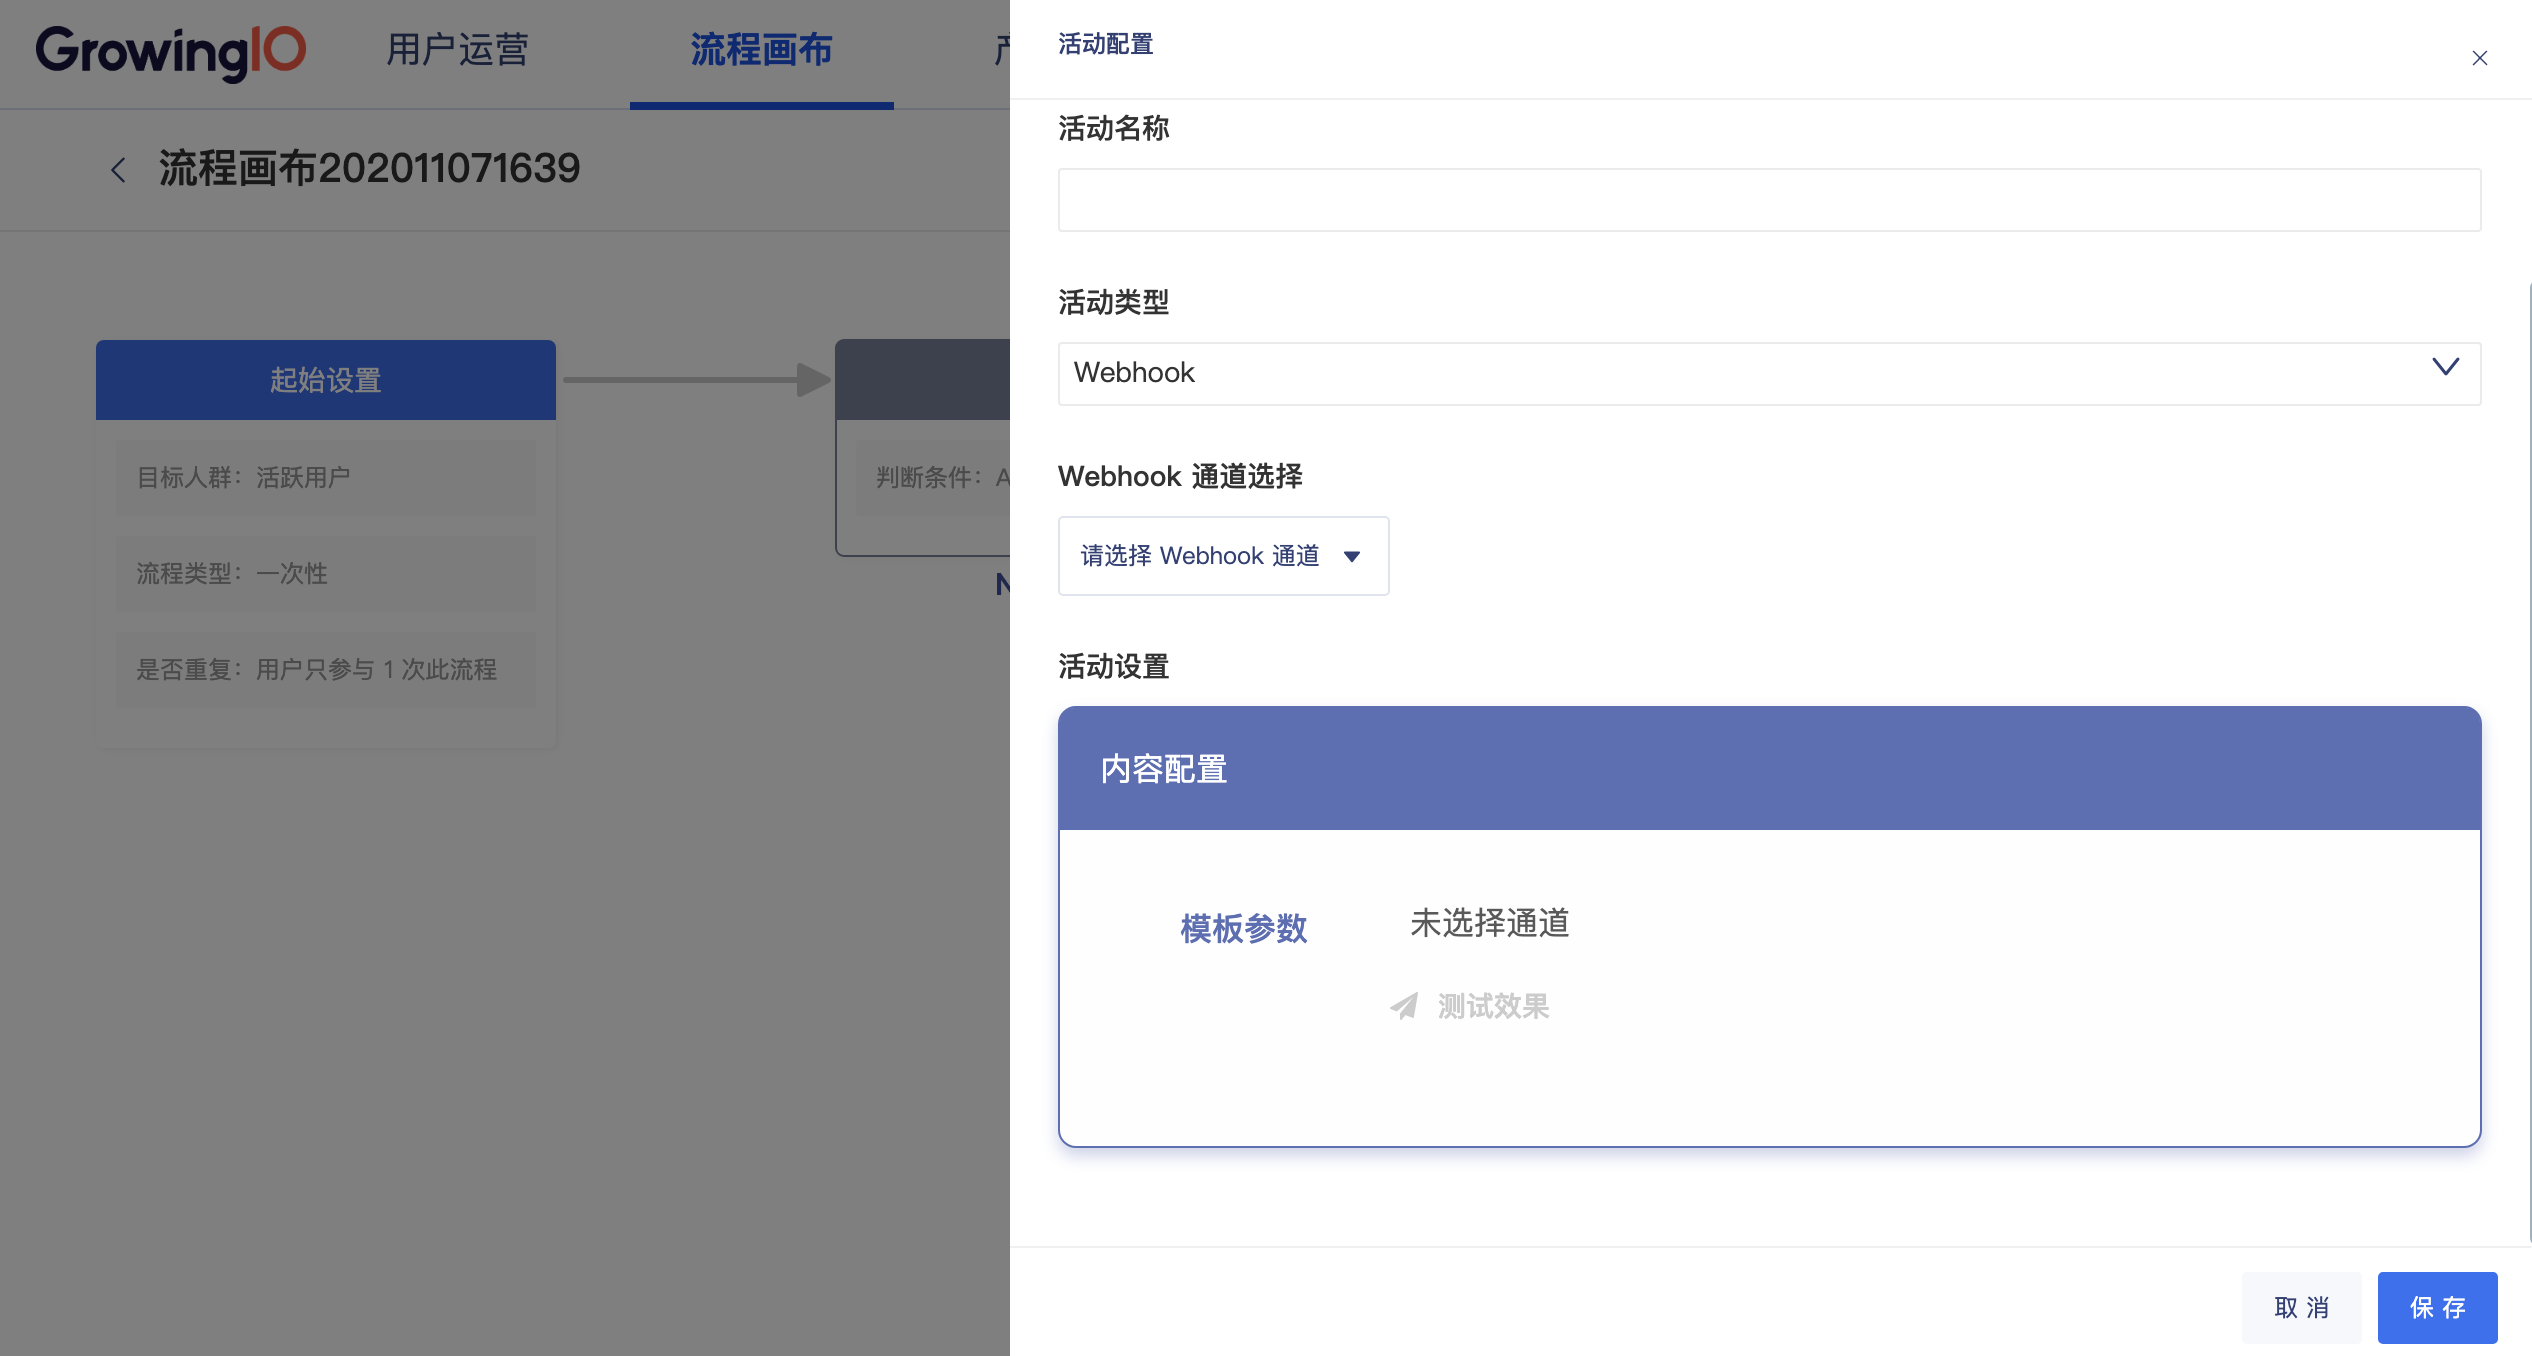 GrowingIO
用户运营
流程画布
流程画布202011071639
起始设置
目标人群：活跃用户
流程类型：一次性
是否重复：用户只参与 1 次此流程
判断条件：A
N
活动配置
活动名称
活动类型
Webhook
Webhook 通道选择
请选择 Webhook 通道
活动设置
内容配置
模板参数
未选择通道
测试效果
取 消
保 存